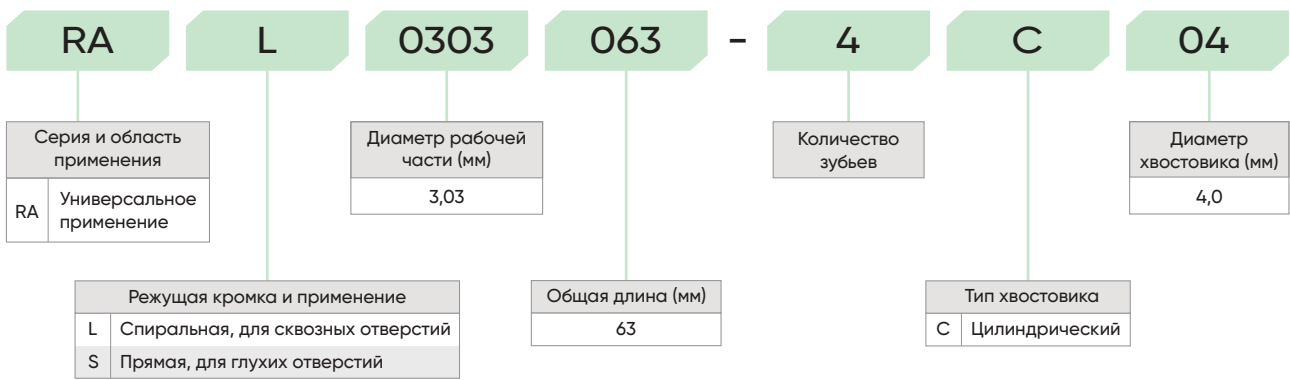 RA L 0303 063 - 4 C 04
Серия и область
применения
RA Универсальное
применение
Диаметр рабочей
части (мм)
3,03
Количество
зубьев
Диаметр
хвостовика (мм)
4,0
Режущая кромка и применение
L Спиральная, для сквозных отверстий
S Прямая, для глухих отверстий
Общая длина (мм)
63
Тип хвостовика
C Цилиндрический